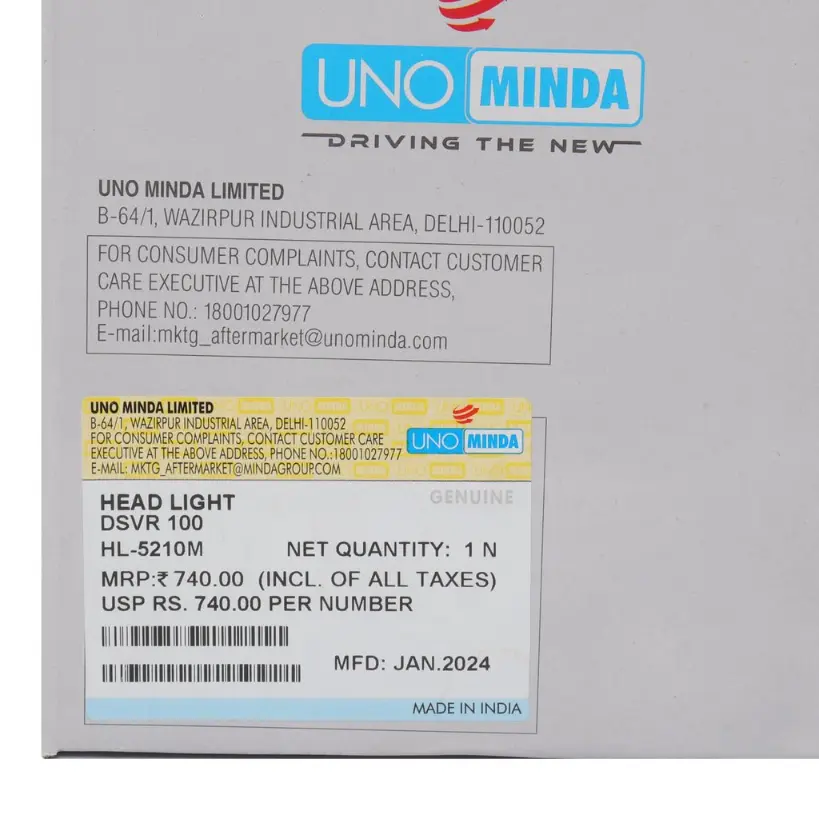 UNO MINDA
DRIVING THE NEW
UNO MINDA LIMITED
B-64/1, WAZIRPUR INDUSTRIAL AREA, DELHI-110052
FOR CONSUMER COMPLAINTS, CONTACT CUSTOMER
CARE EXECUTIVE AT THE ABOVE ADDRESS,
PHONE NO.: 18001027977
E-mail:mktg_aftermarket@unominda.com
UNO MINDA LIMITED
B-64/1, WAZIRPUR INDUSTRIAL AREA, DELHI-110052
FOR CONSUMER COMPLAINTS, CONTACT CUSTOMER CARE
EXECUTIVE AT THE ABOVE ADDRESS, PHONE NO.:18001027977
E-MAIL: MKTG_AFTERMARKET@MINDAGROUP.COM
UNO MINDA
GENUINE
HEAD LIGHT
DSVR 100
HL-5210M NET QUANTITY: 1 N
MRP:₹ 740.00 (INCL. OF ALL TAXES)
USP RS. 740.00 PER NUMBER
MFD: JAN.2024
MADE IN INDIA